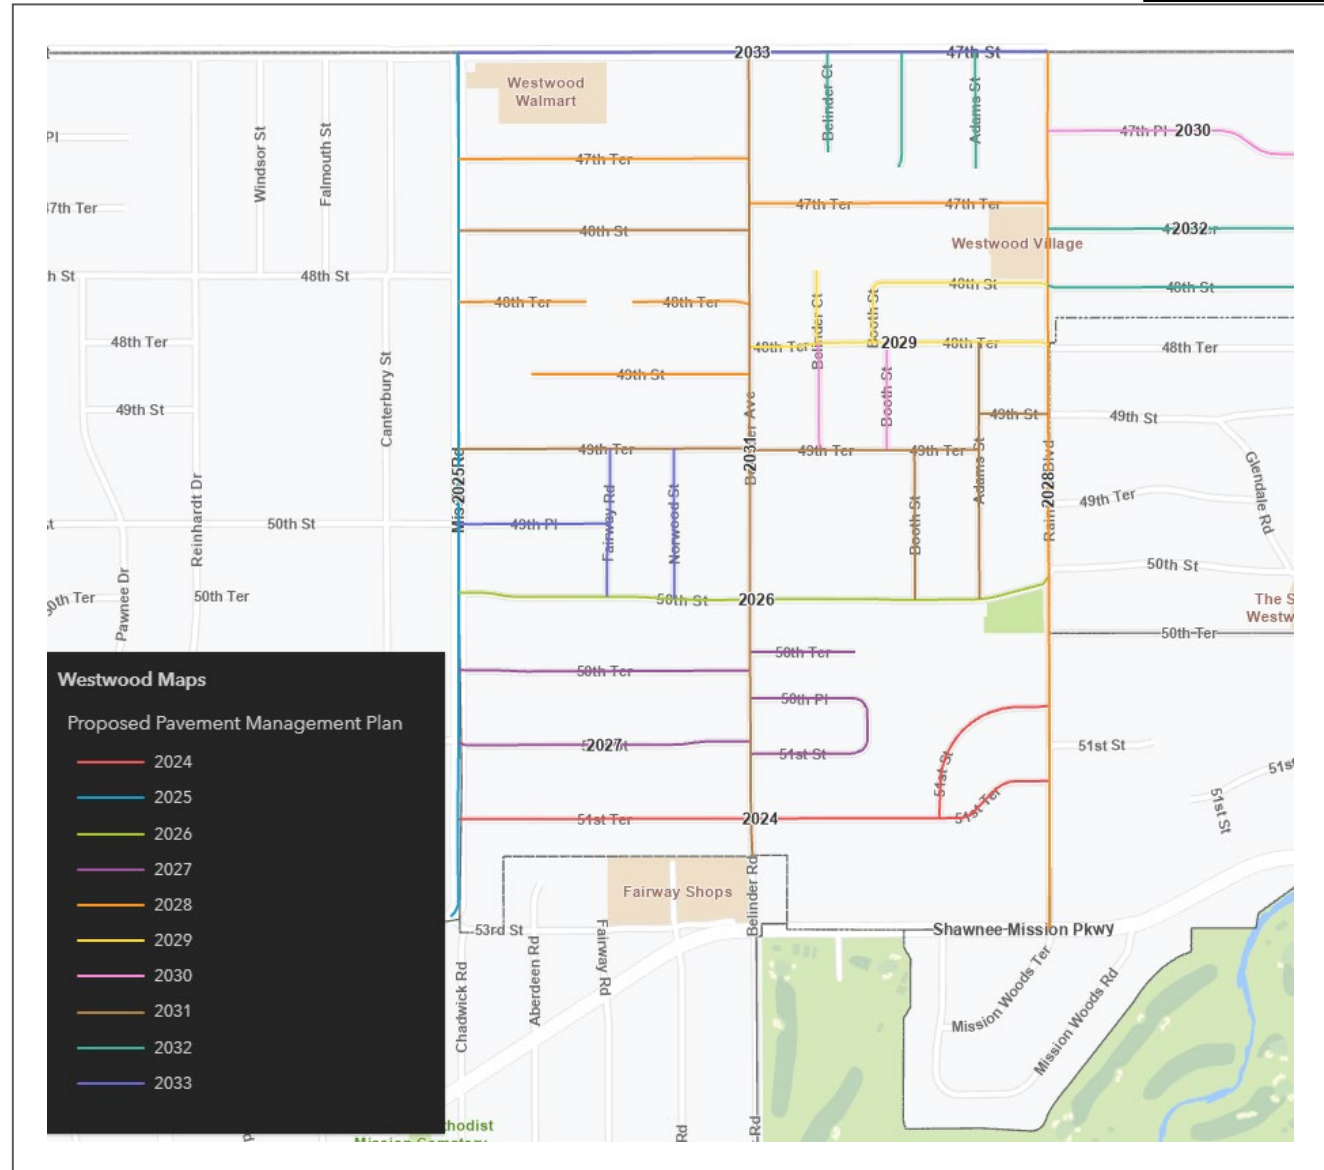 2033
47th St
Westwood
Walmart
Belinder Ct
Adams St
47th Pl
2030
Windsor St
Falmouth St
47th Ter
47th Ter
47th Ter
47th Ter
48th St
2032
Westwood Village
48th St
48th St
48th St
48th Ter
48th Ter
Belinder Ct
Booth St
48th Ter
2029
48th Ter
48th Ter
48th Ter
49th St
Booth St
49th St
49th St
49th St
Canterbury St
49th Ter
2031
49th Ter
49th Ter
Adams St
2025
2028
Glendale Rd
49th Ter
Reinhardt Dr
50th St
49th Pl
Fairway Rd
Norwood St
Booth St
50th St
Pawnee Dr
50th Ter
50th St
2026
The S
Westw
50th Ter
50th Ter
50th Ter
50th Pl
2027
51st St
51st St
51st St
51st St
51st Ter
2024
51st Ter
Westwood Maps
Proposed Pavement Management Plan
2024
2025
2026
2027
2028
2029
2030
2031
2032
2033
Fairway Shops
Belinder Rd
53rd St
Shawnee Mission Pkwy
Chadwick Rd
Aberdeen Rd
Fairway Rd
Mission Woods Ter
Mission Woods Rd
Rd
Rd